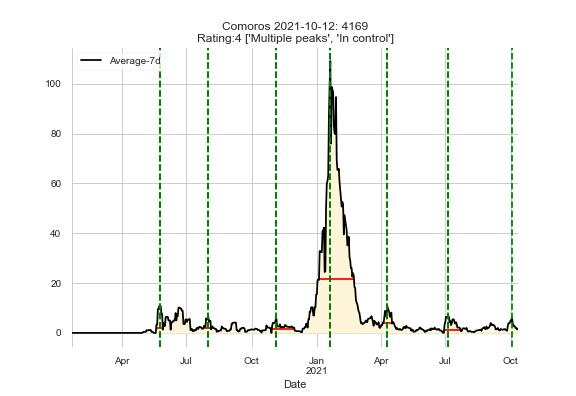 Comoros 2021-10-12: 4169
Rating:4 ['Multiple peaks', 'In control']
Average-7d
100
80
60
40
20
0
Apr
Jul
Oct
Jan
2021
Apr
Jul
Oct
Date